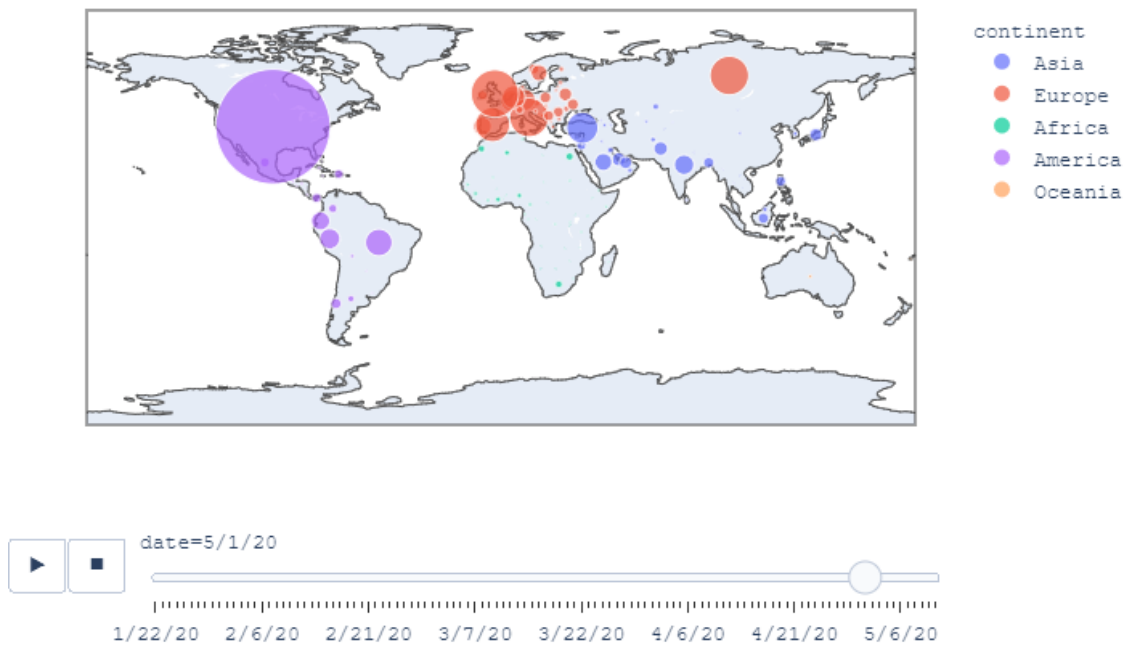 continent
Asia
Europe
Africa
America
Oceania
date=5/1/20
1/22/20 2/6/20 2/21/20 3/7/20 3/22/20 4/6/20 4/21/20 5/6/20